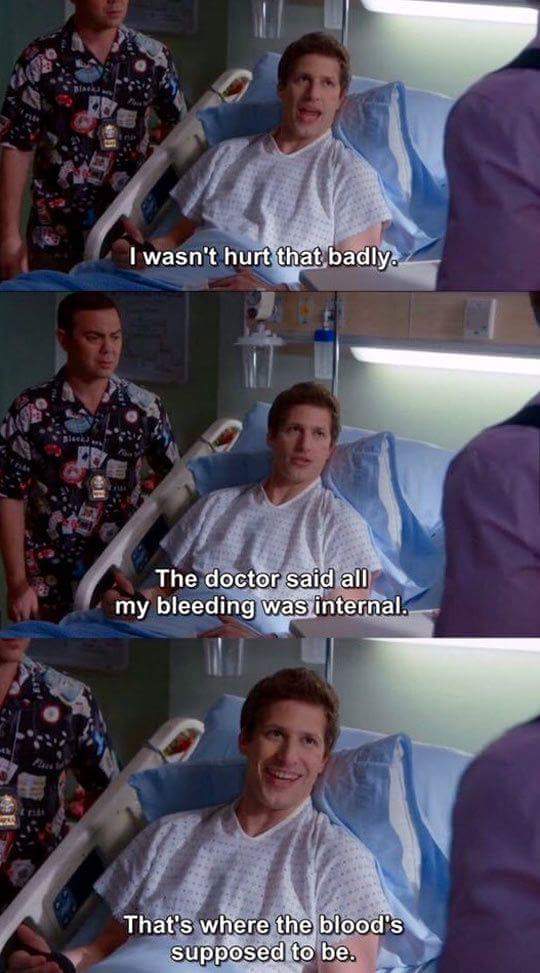 I wasn't hurt that badly.
The doctor said all
my bleeding was internal.
That's where the blood's
supposed to be.